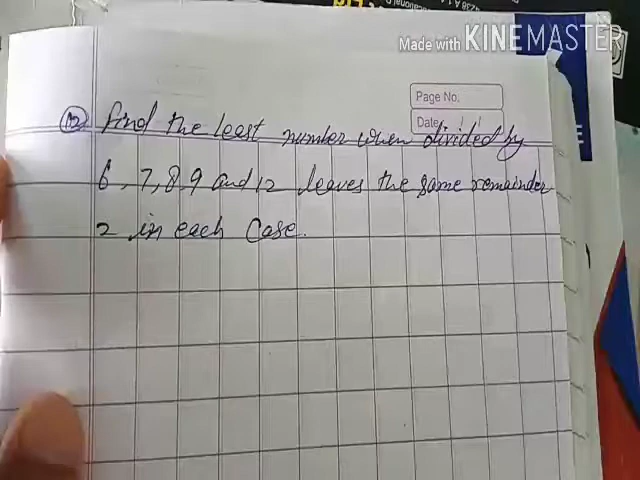 Made with KINEMASTER
Page No.
Date
(12) find the least number when divided by
6, 7, 8, 9 and 12 leaves the same remainder
2 in each case.